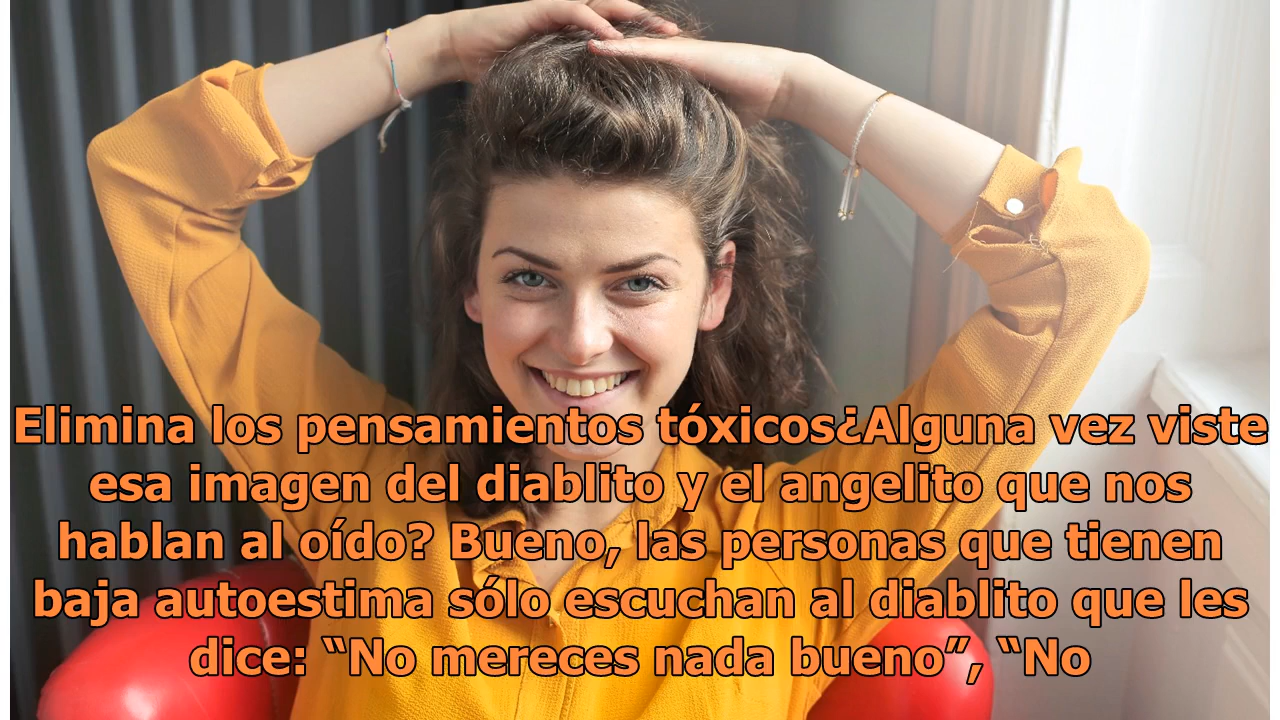 Elimina los pensamientos tóxicos¿Alguna vez viste
esa imagen del diablito y el angelito que nos
hablan al oído? Bueno, las personas que tienen
baja autoestima sólo escuchan al diablito que les
dice: “No mereces nada bueno”, “No